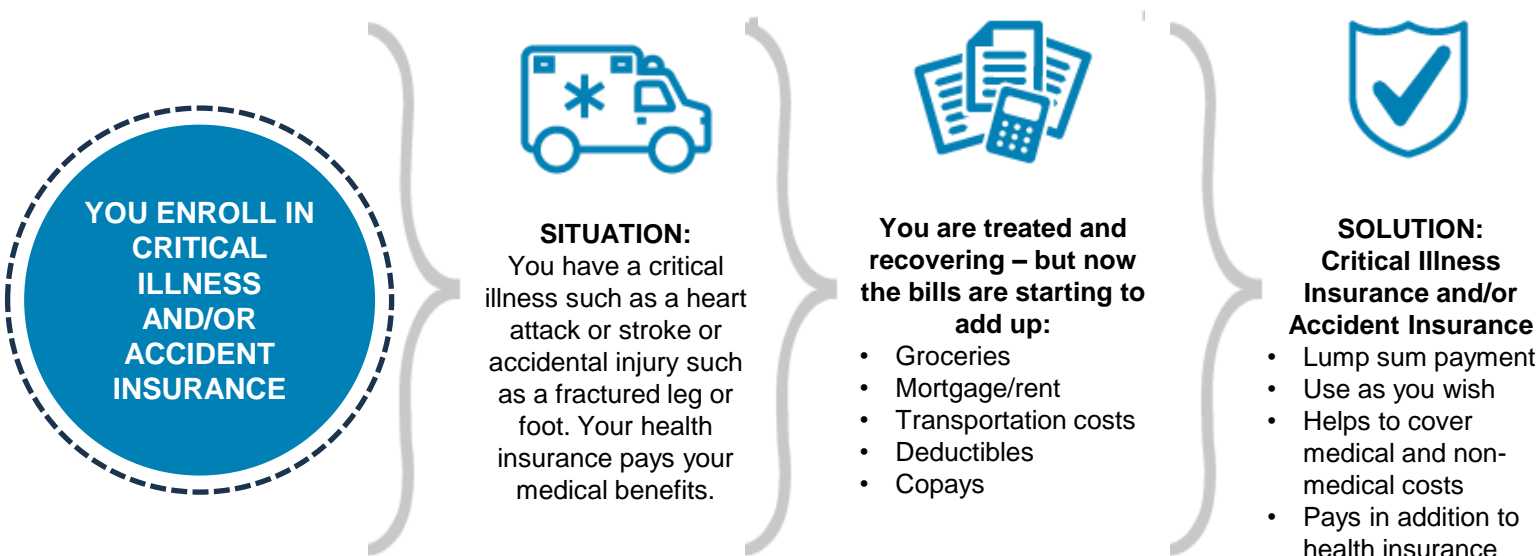 YOU ENROLL IN
CRITICAL
ILLNESS
AND/OR
ACCIDENT
INSURANCE
SITUATION:
You have a critical
illness such as a heart
attack or stroke or
accidental injury such
as a fractured leg or
foot. Your health
insurance pays your
medical benefits.
You are treated and
recovering – but now
the bills are starting to
add up:
• Groceries
• Mortgage/rent
• Transportation costs
• Deductibles
• Copays
SOLUTION:
Critical Illness
Insurance and/or
Accident Insurance
• Lump sum payment
• Use as you wish
• Helps to cover
medical and non-
medical costs
• Pays in addition to
health insurance